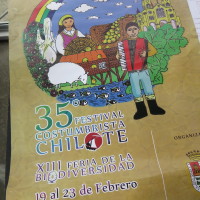 35º FESTIVAL
COSTUMBRISTA
CHILOTE
XIII FERIA DE LA
BIODIVERSIDAD
19 al 23 de Febrero